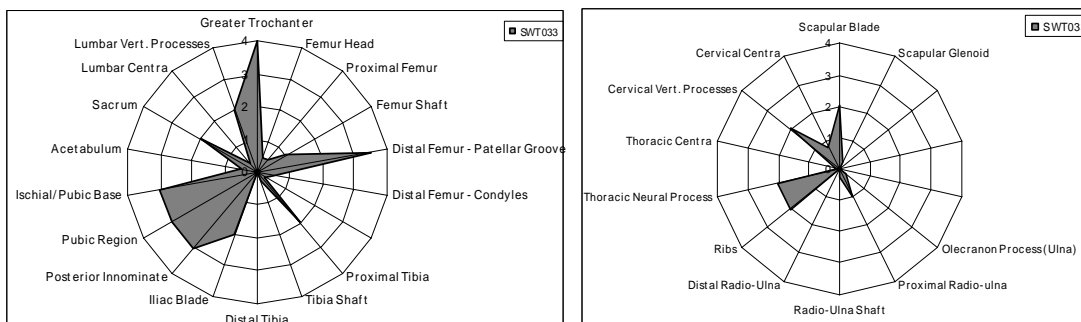 Greater Trochanter
SWT033
Lumbar Vert. Processes
Femur Head
Lumbar Centra
Proximal Femur
Sacrum
Femur Shaft
Acetabulum
Distal Femur - Patellar Groove
Ischial/Pubic Base
Distal Femur - Condyles
Pubic Region
Posterior Innominate
Proximal Tibia
Iliac Blade
Tibia Shaft
Distal Tibia
4
3
2
1
0
Scapular Blade
SWT03
Cervical Centra
Scapular Glenoid
Cervical Vert. Processes
Thoracic Centra
Thoracic Neural Process
Ribs
Olecranon Process(Ulna)
Distal Radio-Ulna
Proximal Radio-ulna
Radio-Ulna Shaft
4
3
2
1
0